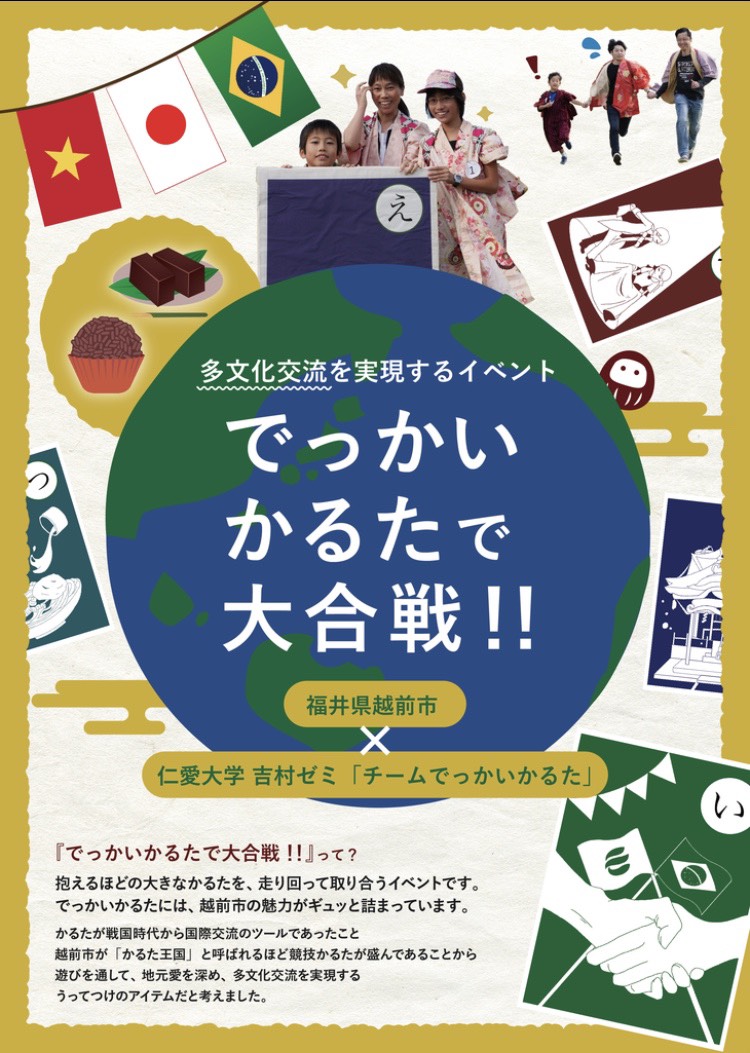 え
1
多文化交流を実現するイベント
でっかい
かるたで
大合戦!!
つ
福井県越前市
×
仁愛大学 吉村ゼミ「チームでっかいかるた」
い
『でっかいかるたで大合戦!!』って?
抱えるほどの大きなかるたを、走り回って取り合うイベントです。
でっかいかるたには、越前市の魅力がギュッと詰まっています。
かるたが戦国時代から国際交流のツールであったこと
越前市が「かるた王国」と呼ばれるほど競技かるたが盛んであることから
遊びを通して、地元愛を深め、多文化交流を実現する
うってつけのアイテムだと考えました。